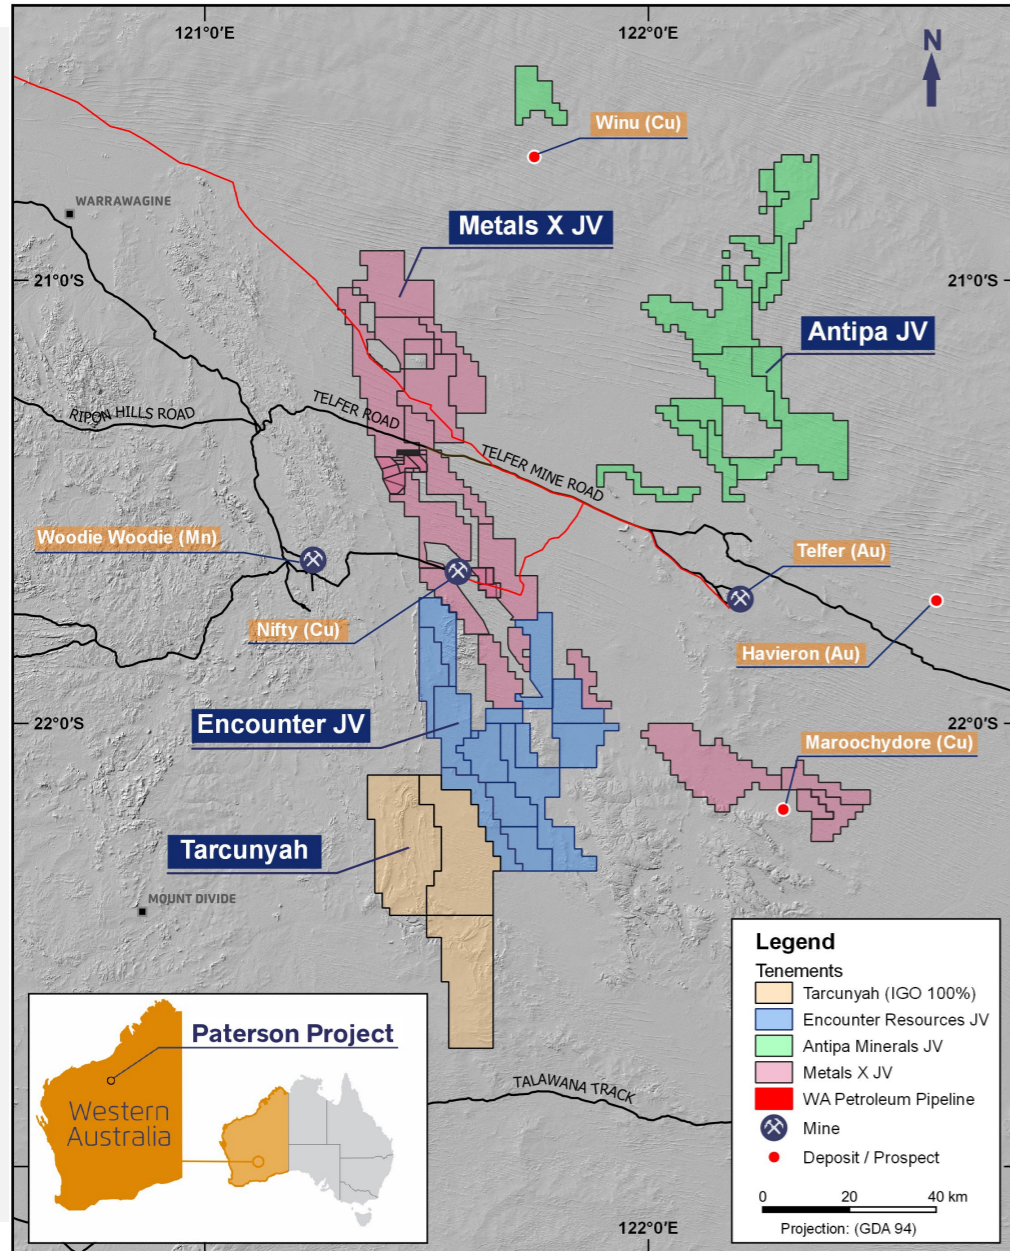 121°0'E
122°0'E
N
Winu (Cu)
WARRAWAGINE
Metals X JV
21°0'S
21°0'S
Antipa JV
RIPON HILLS ROAD
TELFER ROAD
TELFER MINE ROAD
Woodie Woodie (Mn)
Telfer (Au)
Nifty (Cu)
Havieron (Au)
Encounter JV
22°0'S
22°0'S
Maroochydore (Cu)
Tarcunyah
MOUNT DIVIDE
TALAWANA TRACK
Paterson Project
Western
Australia
Legend
Tenements
Tarcunyah (IGO 100%)
Encounter Resources JV
Antipa Minerals JV
Metals X JV
WA Petroleum Pipeline
Mine
Deposit / Prospect
0 20 40 km
Projection: (GDA 94)
122°0'E